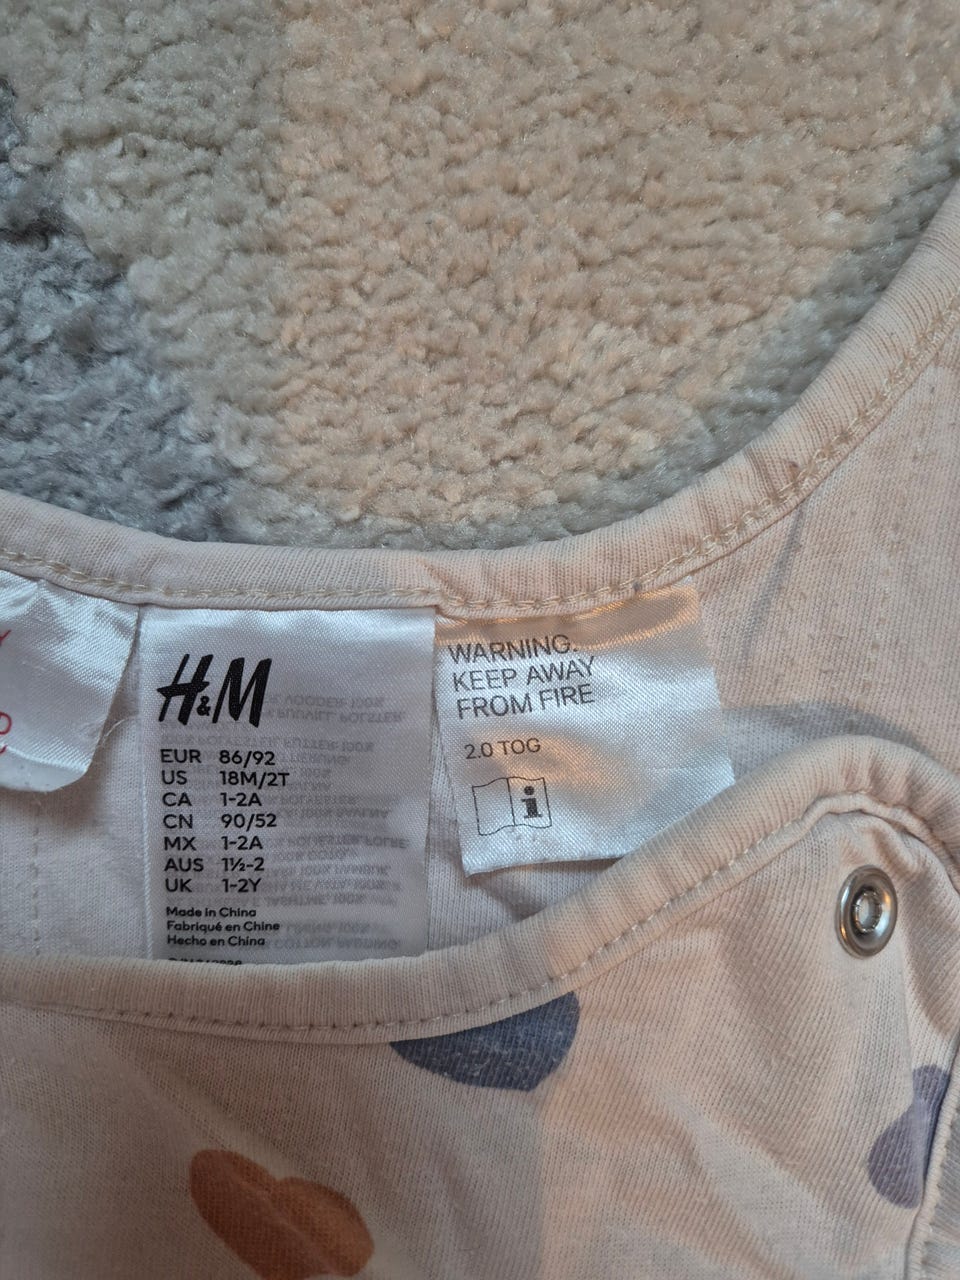 H&M
EUR 86/92
US 18M/2T
CA 1-2A
CN 90/52
MX 1-2A
AUS 1½-2
UK 1-2Y
Made in China
Fabriqué en Chine
Hecho en China
WARNING.
KEEP AWAY
FROM FIRE
2.0 TOG
i